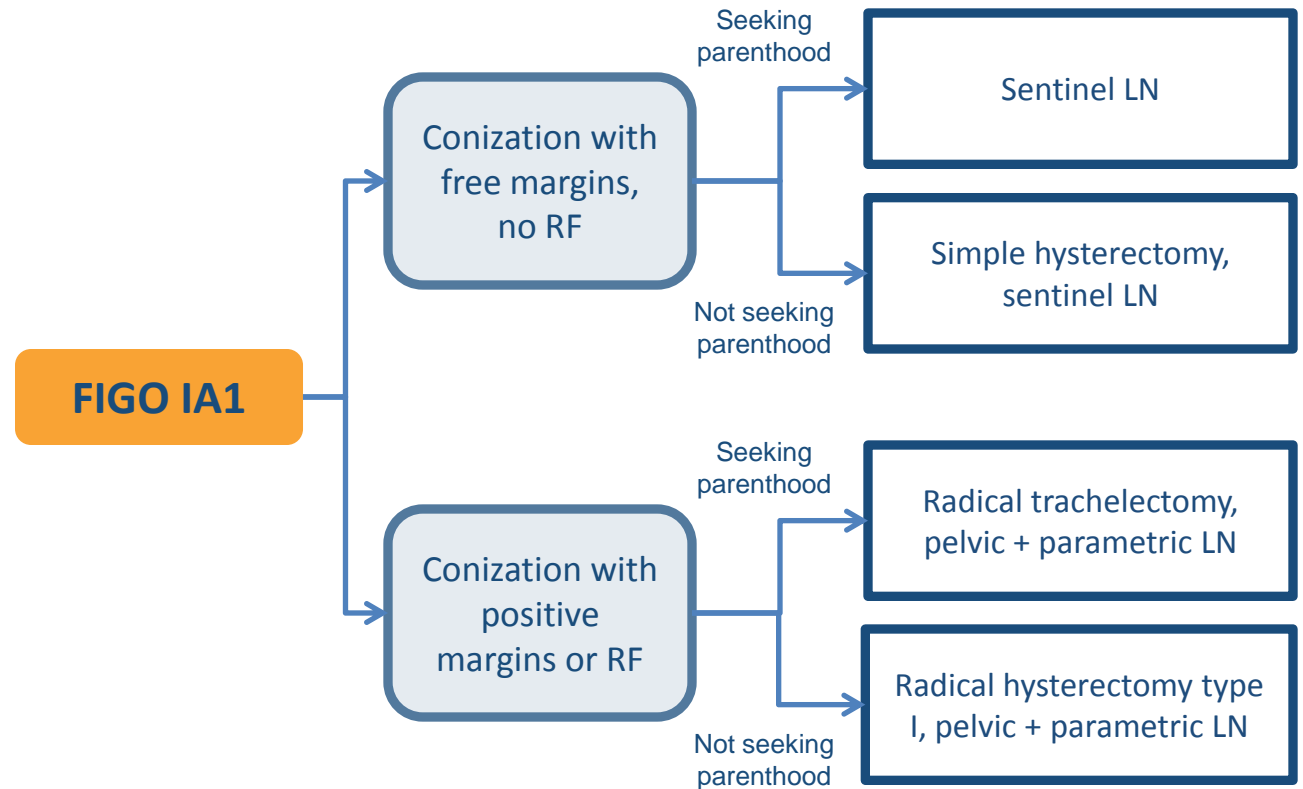 FIGO IA1
Conization with
free margins,
no RF
Seeking
parenthood
Sentinel LN
Not seeking
parenthood
Simple hysterectomy,
sentinel LN
Conization with
positive
margins or RF
Seeking
parenthood
Radical trachelectomy,
pelvic + parametric LN
Not seeking
parenthood
Radical hysterectomy type
I, pelvic + parametric LN